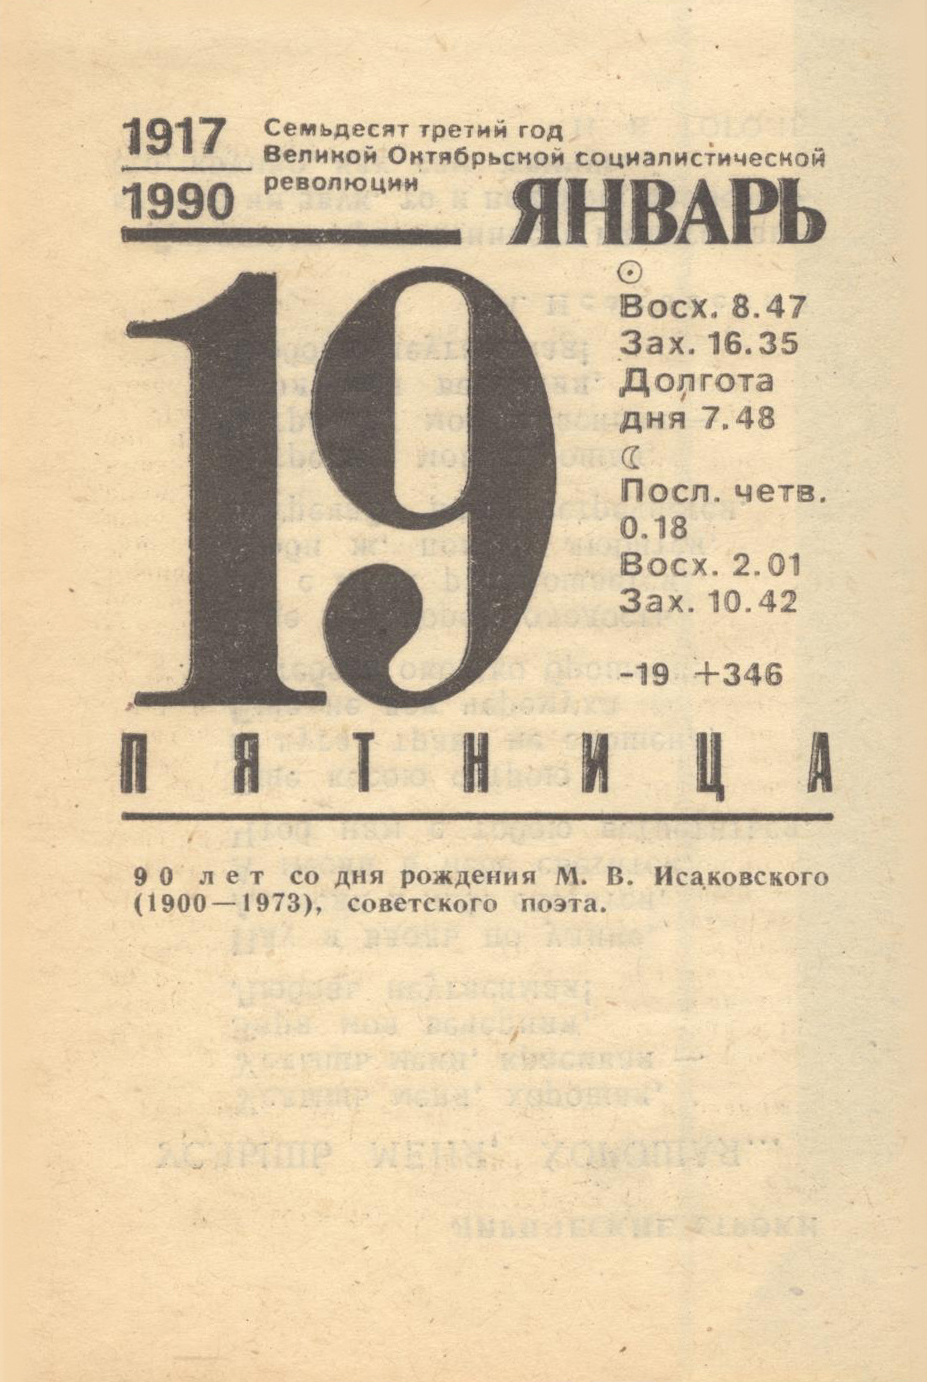 1917
1990
Семьдесят третий год
Великой Октябрьской социалистической
революции
ЯНВАРЬ
19
Восх. 8.47
Зах. 16.35
Долгота
дня 7.48
Посл. четв.
0.18
Восх. 2.01
Зах. 10.42
-19 +346
ПЯТНИЦА
90 лет со дня рождения М. В. Исаковского
(1900—1973), советского поэта.